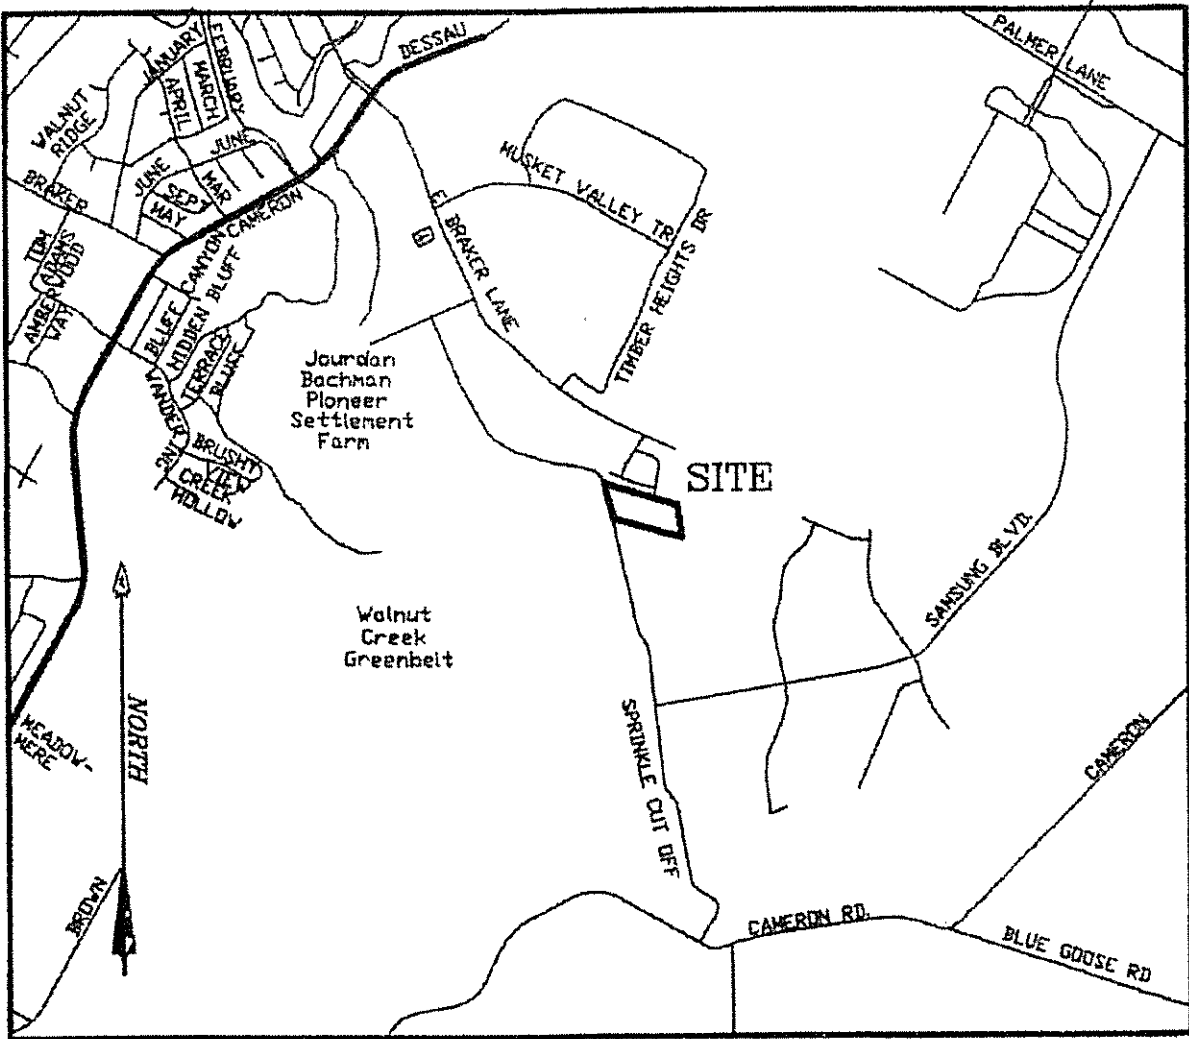 JANUARY
FEBRUARY
MARCH
APRIL
DESSAU
PALMER LANE
WALNUT
RIDGE
JUNE
JUNE
MAR
SEPT
MAY
BRAKER
CAMERON
CANYON
MUSKET VALLEY TR
E. BRAKER LANE
TIMBER HEIGHTS DR
TOM
ADAMS
AMBERWOOD
WAY
BLUFF
HIDDEN BLUFF
TERRACE
BLUFF
WANDERING
BRUSHY
VIEW
CREEK
HOLLOW
Jourdan
Bachman
Pioneer
Settlement
Farm
SITE
SAMSUNG BLVD.
Walnut
Creek
Greenbelt
MEADOW-
MERE
NORTH
SPRINKLE CUT OFF
CAMERON
BROWN
CAMERON RD.
BLUE GOOSE RD